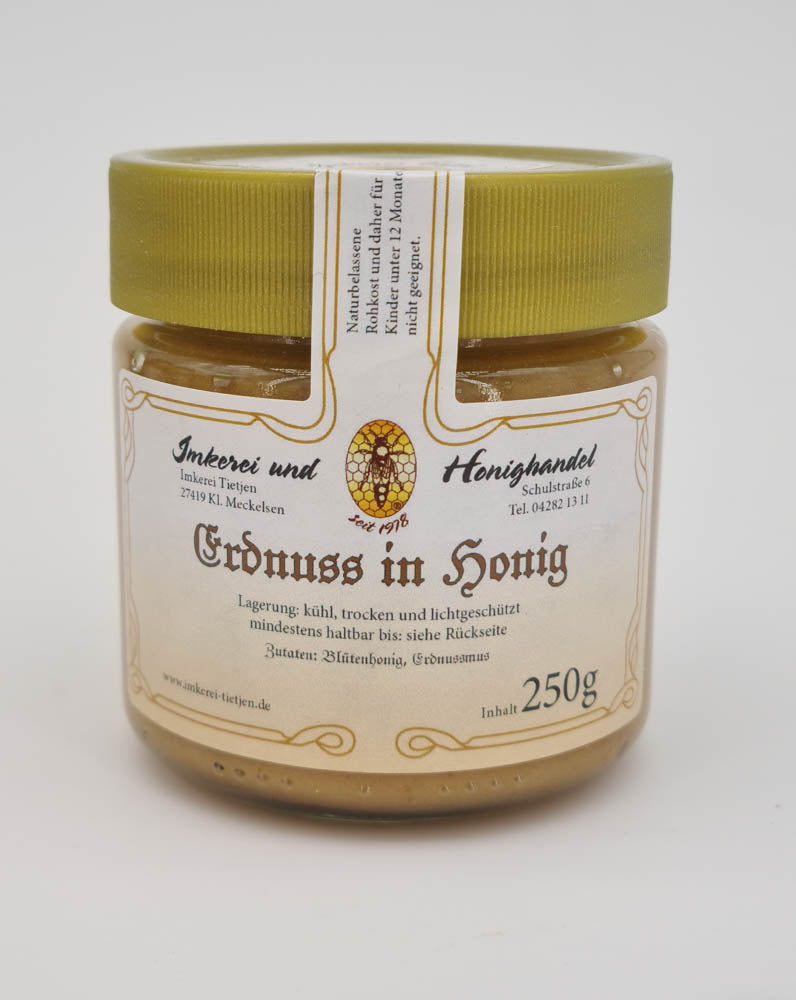 Naturbelassene
Rohkost und daher für
Kinder unter 12 Monate
nicht geeignet.
Imkerei und
Honighandel
Imkerei Tietjen
27419 Kl. Meckelsen
Schulstraße 6
Tel. 04282 13 11
®
seit 1978
Erdnuss in Honig
Lagerung: kühl, trocken und lichtgeschützt
mindestens haltbar bis: siehe Rückseite
Zutaten: Blütenhonig, Erdnussmus
www.imkerei-tietjen.de
Inhalt 250g